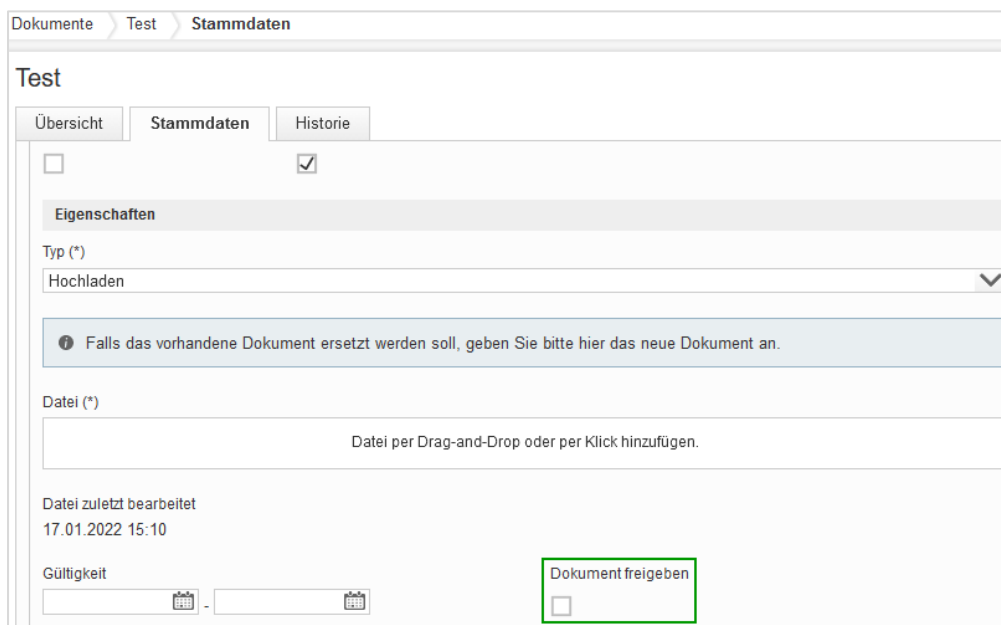 Dokumente Test Stammdaten
Test
Übersicht Stammdaten Historie
Eigenschaften
Typ (*)
Hochladen
Falls das vorhandene Dokument ersetzt werden soll, geben Sie bitte hier das neue Dokument an.
Datei (*)
Datei per Drag-and-Drop oder per Klick hinzufügen.
Datei zuletzt bearbeitet
17.01.2022 15:10
Gültigkeit Dokument freigeben
-